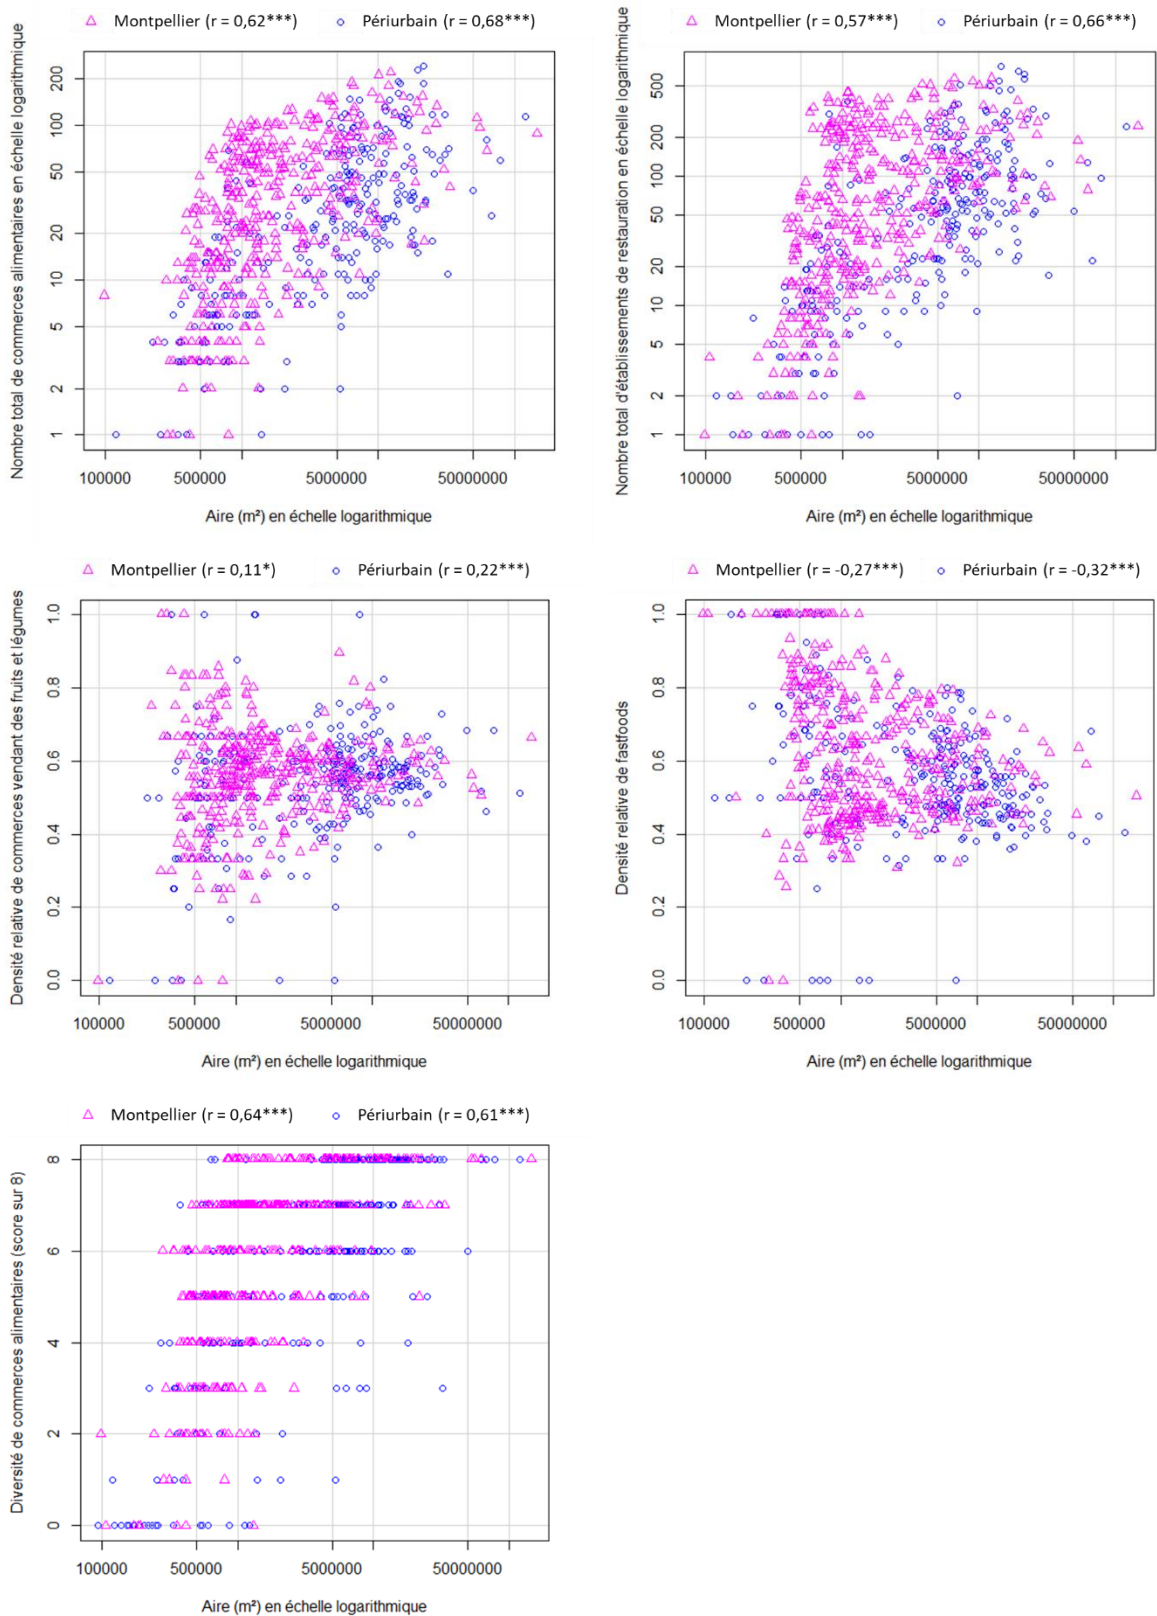 Montpellier (r = 0,62***) Périurbain (r = 0,68***)
Nombre total de commerces alimentaires en échelle logarithmique
200
100
50
20
10
5
2
1
100000 500000 5000000 50000000
Aire (m²) en échelle logarithmique
Montpellier (r = 0,57***) Périurbain (r = 0,66***)
Nombre total d'établissements de restauration en échelle logarithmique
500
200
100
50
20
10
5
2
1
100000 500000 5000000 50000000
Aire (m²) en échelle logarithmique
Montpellier (r = 0,11*) Périurbain (r = 0,22***)
Densité relative de commerces vendant des fruits et légumes
1.0
0.8
0.6
0.4
0.2
0.0
100000 500000 5000000 50000000
Aire (m²) en échelle logarithmique
Montpellier (r = -0,27***) Périurbain (r = -0,32***)
Densité relative de fastfoods
1.0
0.8
0.6
0.4
0.2
0.0
100000 500000 5000000 50000000
Aire (m²) en échelle logarithmique
Montpellier (r = 0,64***) Périurbain (r = 0,61***)
Diversité de commerces alimentaires (score sur 8)
8
6
4
2
0
100000 500000 5000000 50000000
Aire (m²) en échelle logarithmique